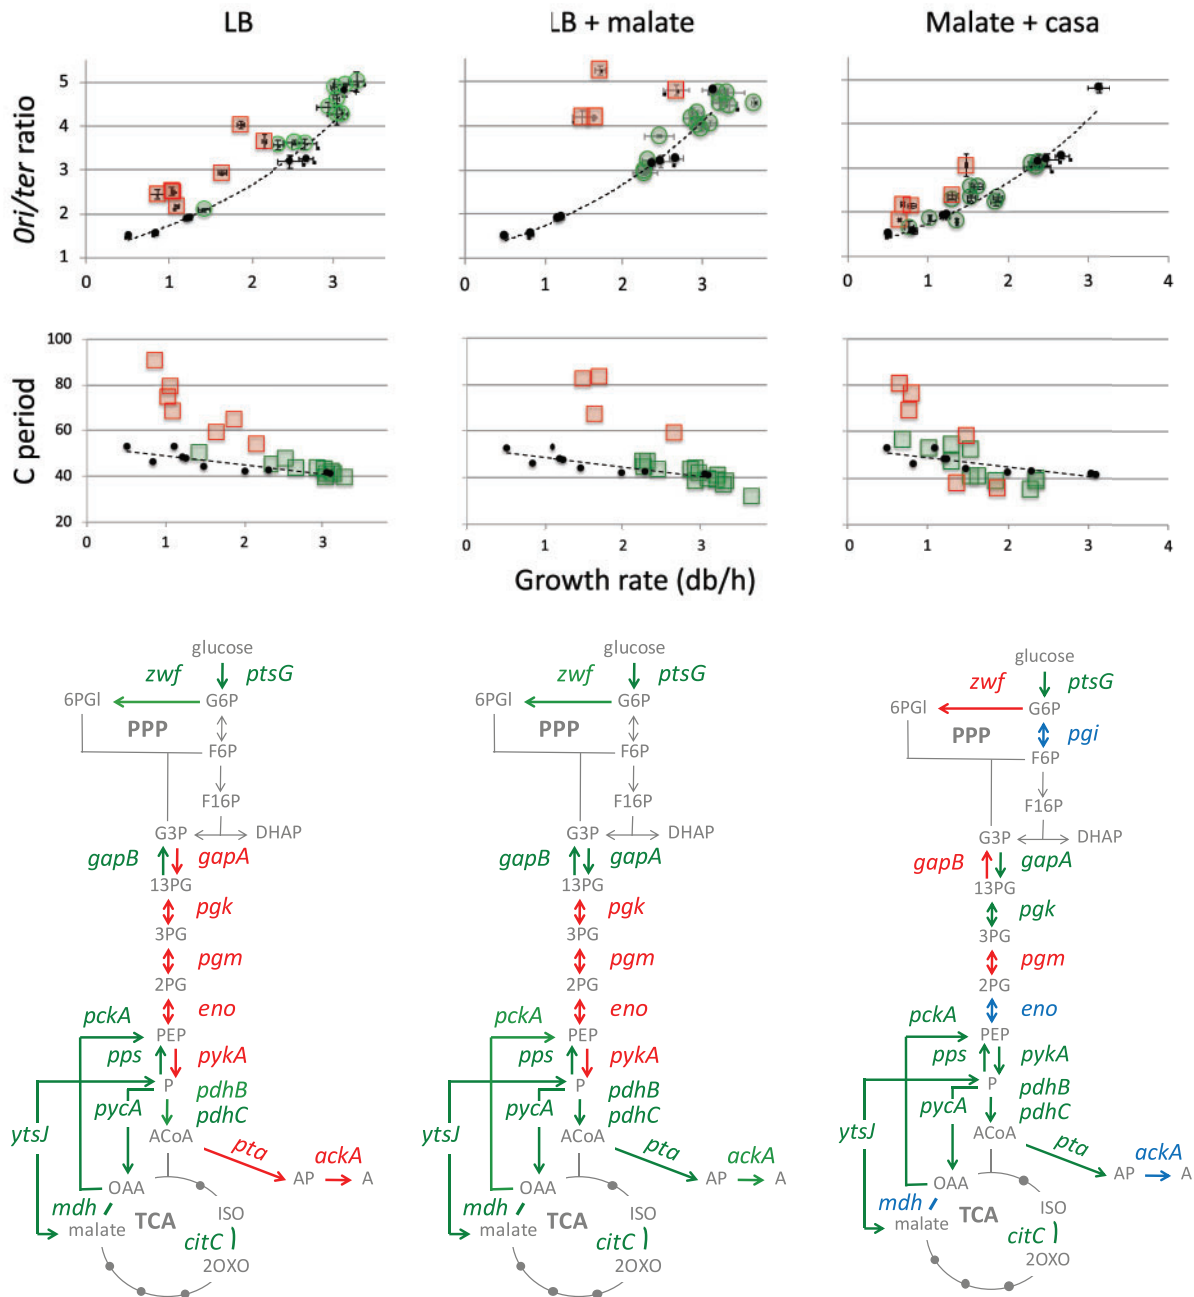 LB
LB + malate
Malate + casa
Ori/ter ratio
5
4
3
2
1
0 1 2 3
0 1 2 3
0 1 2 3 4
C period
100
80
60
40
20
0 1 2 3
0 1 2 3
0 1 2 3 4
Growth rate (db/h)
glucose
zwf ptsG
6PGl G6P
PPP
F6P
F16P
G3P DHAP
gapB gapA
13PG
pgk
3PG
pgm
2PG
eno
pckA
PEP
pps pykA
P pdhB
pycA pdhC
ytsJ
ACoA
pta ackA
AP A
OAA
mdh
TCA ISO
malate
citC
2OXO
glucose
zwf ptsG
6PGl G6P
PPP
F6P
F16P
G3P DHAP
gapB gapA
13PG
pgk
3PG
pgm
2PG
eno
pckA
PEP
pps pykA
P pdhB
pycA pdhC
ytsJ
ACoA
pta ackA
AP A
OAA
mdh
TCA ISO
malate
citC
2OXO
glucose
zwf ptsG
6PGl G6P
pgi
PPP
F6P
F16P
G3P DHAP
gapB gapA
13PG
pgk
3PG
pgm
2PG
eno
pckA
PEP
pps pykA
P pdhB
pycA pdhC
ytsJ
ACoA
pta ackA
AP A
OAA
mdh
TCA ISO
malate
citC
2OXO